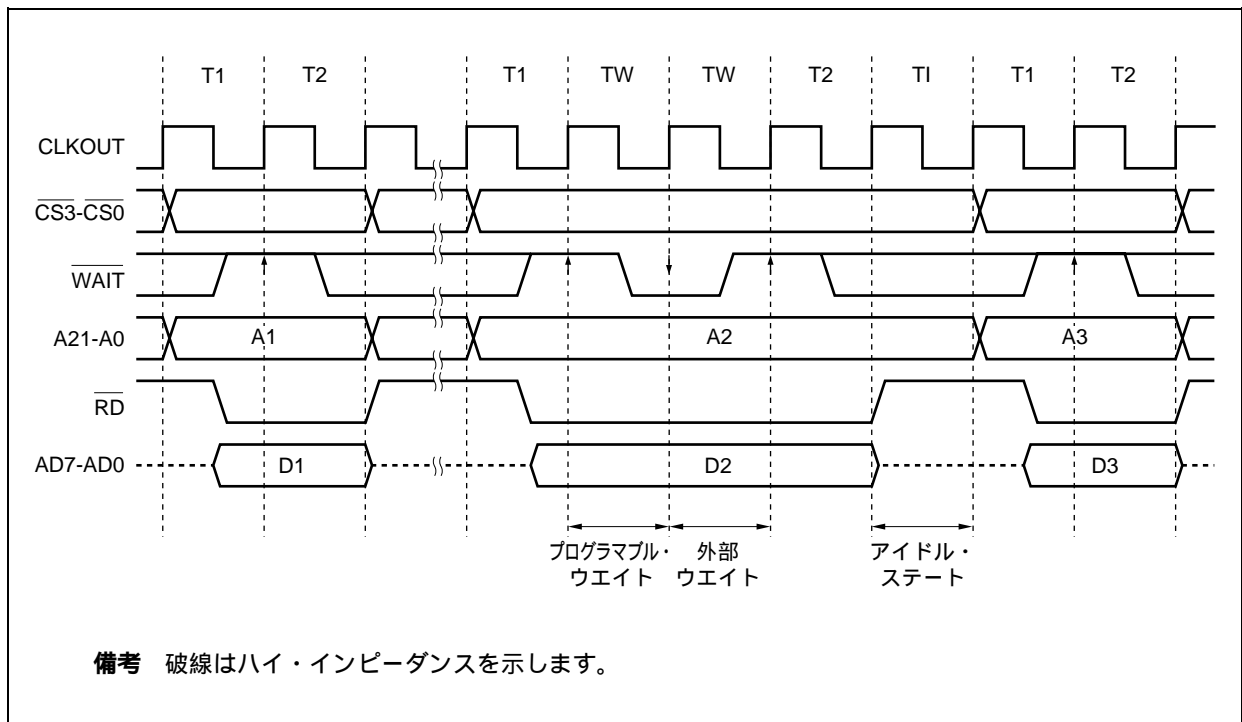 T1 T2 T1 TW TW T2 TI T1 T2
CLKOUT
CS3-CS0
WAIT
A21-A0 A1 A2 A3
RD
AD7-AD0 D1 D2 D3
プログラマブル・ 外部 アイドル・
ウエイト ウエイト ステート
備考 破線はハイ・インピーダンスを示します。